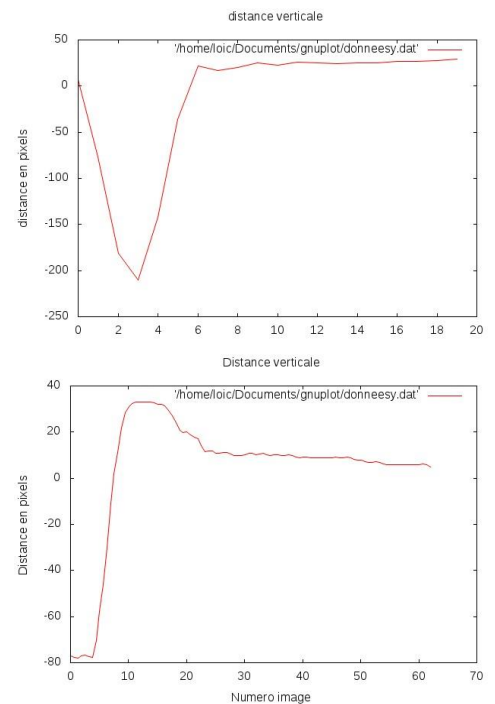 distance verticale
'/home/loic/Documents/gnuplot/donneesy.dat'
50
0
-50
-100
-150
-200
-250
distance en pixels
0 2 4 6 8 10 12 14 16 18 20
Distance verticale
'/home/loic/Documents/gnuplot/donneesy.dat'
40
20
0
-20
-40
-60
-80
Distance en pixels
0 10 20 30 40 50 60 70
Numero image